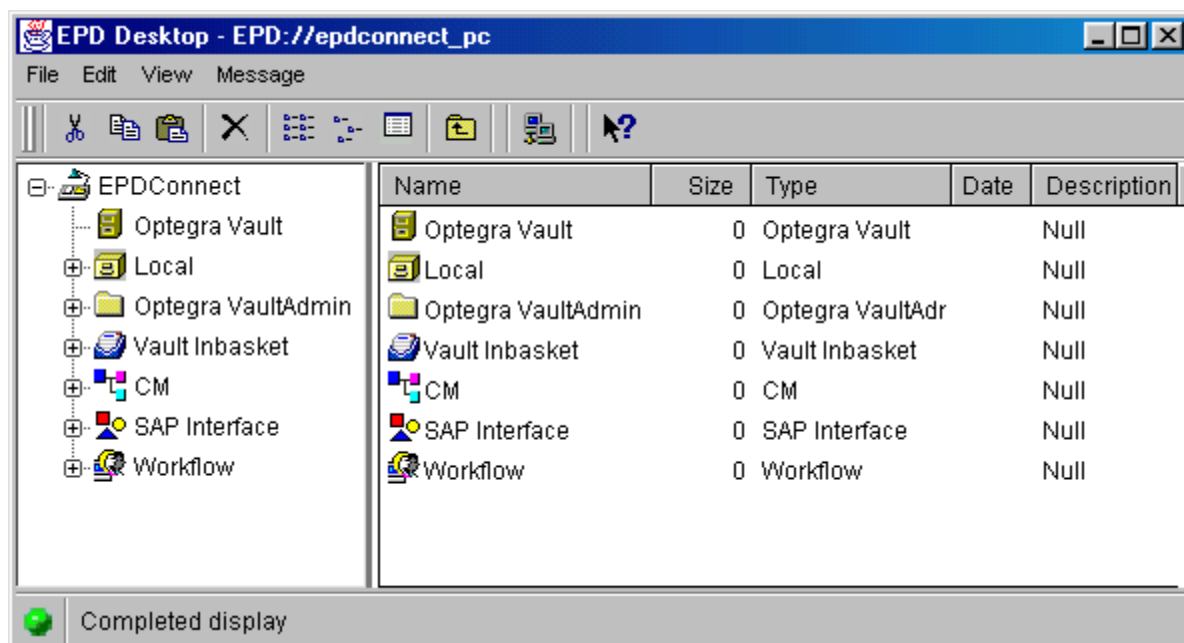 EPD Desktop - EPD://epdconnect_pc
File Edit View Message
EPDConnect
Optegra Vault
Local
Optegra VaultAdmin
Vault Inbasket
CM
SAP Interface
Workflow
Name Size Type Date Description
Optegra Vault 0 Optegra Vault Null
Local 0 Local Null
Optegra VaultAdmin 0 Optegra VaultAdr Null
Vault Inbasket 0 Vault Inbasket Null
CM 0 CM Null
SAP Interface 0 SAP Interface Null
Workflow 0 Workflow Null
Completed display